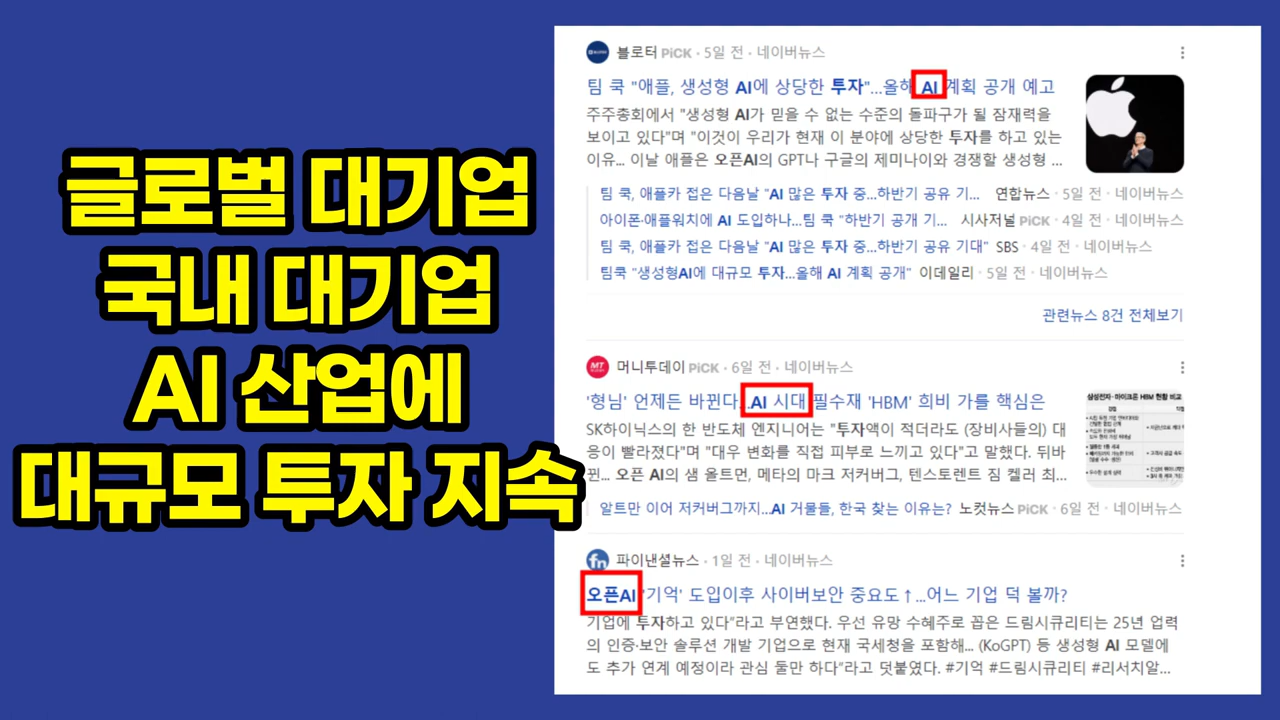 글로벌 대기업
국내 대기업
AI 산업에
대규모 투자 지속
블로터 PiCK · 5일 전 · 네이버뉴스
팀 쿡 "애플, 생성형 AI에 상당한 투자"...올해 AI 계획 공개 예고
주주총회에서 "생성형 AI가 믿을 수 없는 수준의 돌파구가 될 잠재력을
보이고 있다"며 "이것이 우리가 현재 이 분야에 상당한 투자를 하고 있는
이유... 이날 애플은 오픈AI의 GPT나 구글의 제미나이와 경쟁할 생성형 ...
팀 쿡, 애플카 접은 다음날 "AI 많은 투자 중...하반기 공유 기... 연합뉴스 · 5일 전 · 네이버뉴스
아이폰·애플워치에 AI 도입하나...팀 쿡 "하반기 공개 기... 시사저널 PiCK · 4일 전 · 네이버뉴스
팀 쿡, 애플카 접은 다음날 "AI 많은 투자 중...하반기 공유 기대" SBS · 4일 전 · 네이버뉴스
팀쿡 "생성형AI에 대규모 투자...올해 AI 계획 공개" 이데일리 · 5일 전 · 네이버뉴스
관련뉴스 8건 전체보기
머니투데이 PiCK · 6일 전 · 네이버뉴스
'형님' 언제든 바뀐다...AI 시대 필수재 'HBM' 희비 가를 핵심은
SK하이닉스의 한 반도체 엔지니어는 "투자액이 적더라도 (장비사들의) 대
응이 빨라졌다"며 "대우 변화를 직접 피부로 느끼고 있다"고 말했다. 뒤바
뀐... 오픈 AI의 샘 올트먼, 메타의 마크 저커버그, 텐스토렌트 짐 켈러 최...
삼성전자·마이크론 HBM 현황 비교
알트만 이어 저커버그까지...AI 거물들, 한국 찾는 이유는? 노컷뉴스 PiCK · 6일 전 · 네이버뉴스
파이낸셜뉴스 · 1일 전 · 네이버뉴스
오픈AI '기억' 도입이후 사이버보안 중요도↑...어느 기업 덕 볼까?
기업에 투자하고 있다"라고 부연했다. 우선 유망 수혜주로 꼽은 드림시큐리티는 25년 업력
의 인증·보안 솔루션 개발 기업으로 현재 국세청을 포함해... (KoGPT) 등 생성형 AI 모델에
도 추가 연계 예정이라 관심 둘만 하다"라고 덧붙였다. #기억 #드림시큐리티 #리서치알...